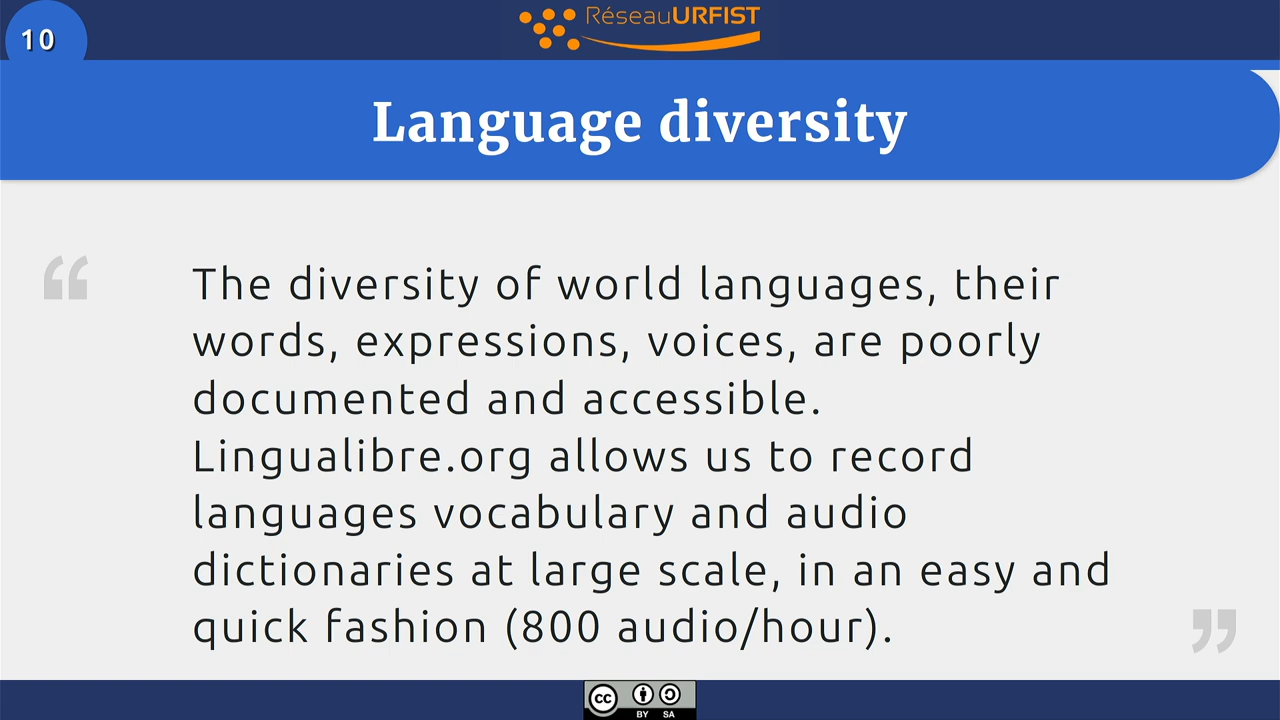 10
RéseauURFIST
Language diversity
“
The diversity of world languages, their
words, expressions, voices, are poorly
documented and accessible.
Lingualibre.org allows us to record
languages vocabulary and audio
dictionaries at large scale, in an easy and
quick fashion (800 audio/hour).
”
cc
BY SA